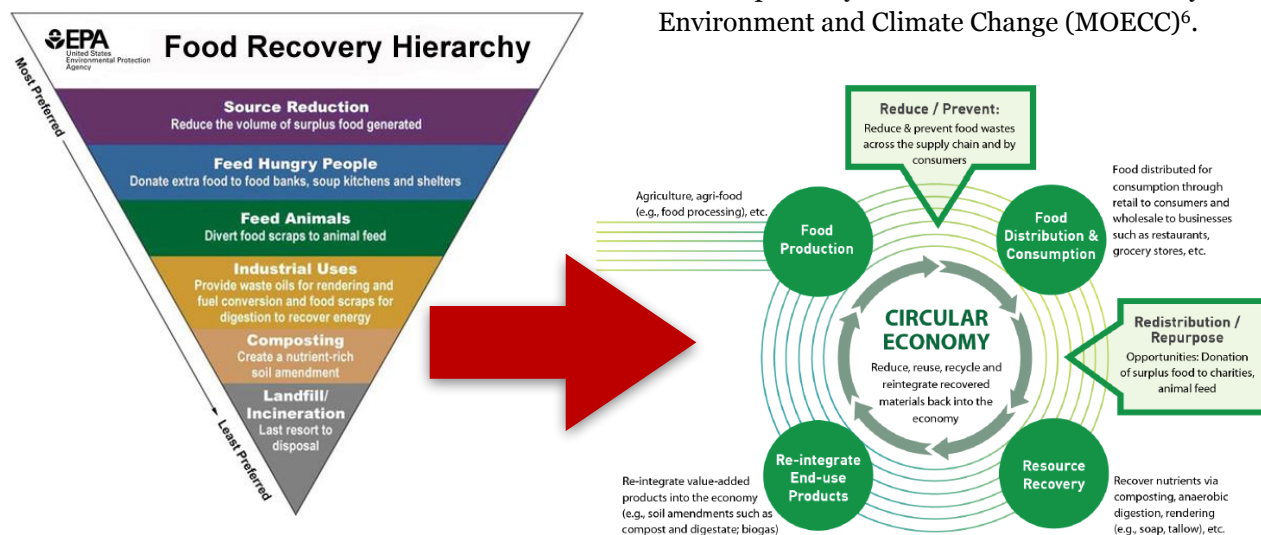 Environment and Climate Change (MOECC)⁶.
EPA
United States
Environmental Protection
Agency
Food Recovery Hierarchy
Most Preferred
Least Preferred
Source Reduction
Reduce the volume of surplus food generated
Feed Hungry People
Donate extra food to food banks, soup kitchens and shelters
Feed Animals
Divert food scraps to animal feed
Industrial Uses
Provide waste oils for rendering and
fuel conversion and food scraps for
digestion to recover energy
Composting
Create a nutrient-rich
soil amendment
Landfill/
Incineration
Last resort to
disposal
Reduce / Prevent:
Reduce & prevent food wastes
across the supply chain and by
consumers
Agriculture, agri-food
(e.g., food processing), etc.
Food
Production
Food
Distribution &
Consumption
Food distributed for
consumption through
retail to consumers and
wholesale to businesses
such as restaurants,
grocery stores, etc.
CIRCULAR
ECONOMY
Reduce, reuse, recycle and
reintegrate recovered
materials back into the
economy
Redistribution /
Repurpose
Opportunities: Donation
of surplus food to charities,
animal feed
Re-integrate
End-use
Products
Re-integrate value-added
products into the economy
(e.g., soil amendments such as
compost and digestate; biogas)
Resource
Recovery
Recover nutrients via
composting, anaerobic
digestion, rendering
(e.g., soap, tallow), etc.